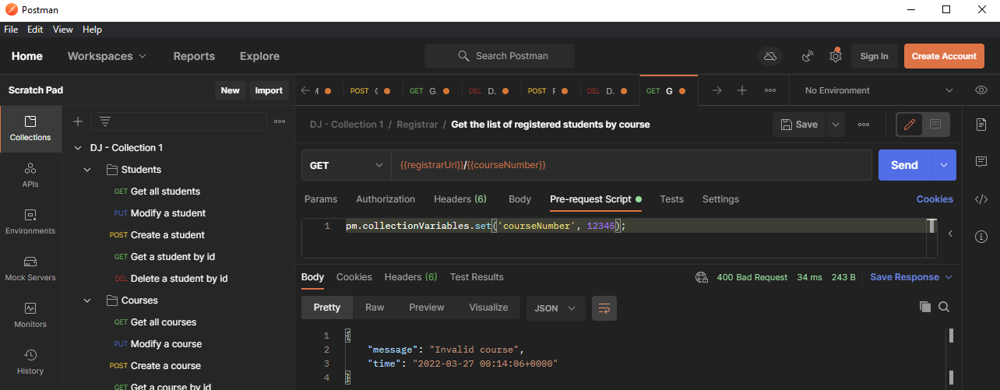 Postman
File Edit View Help
Home Workspaces Reports Explore Search Postman Sign In Create Account
Scratch Pad New Import
POST GET G. DEL D. POST DEL D. GET G No Environment
Collections
APIs
Environments
Mock Servers
Monitors
History
DJ - Collection 1
Students
GET Get all students
PUT Modify a student
POST Create a student
GET Get a student by id
DEL Delete a student by id
Courses
GET Get all courses
PUT Modify a course
POST Create a course
GET Get a course by id
DJ - Collection 1 / Registrar / Get the list of registered students by course Save
GET {{registrarUrl}}/{{courseNumber}} Send
Params Authorization Headers (6) Body Pre-request Script Tests Settings Cookies
1 pm.collectionVariables.set('courseNumber', 12345);
Body Cookies Headers (6) Test Results 400 Bad Request 34 ms 243 B Save Response
Pretty Raw Preview Visualize JSON
1 {
2 "message": "Invalid course",
3 "time": "2022-03-27 00:14:06+0000"
4 }